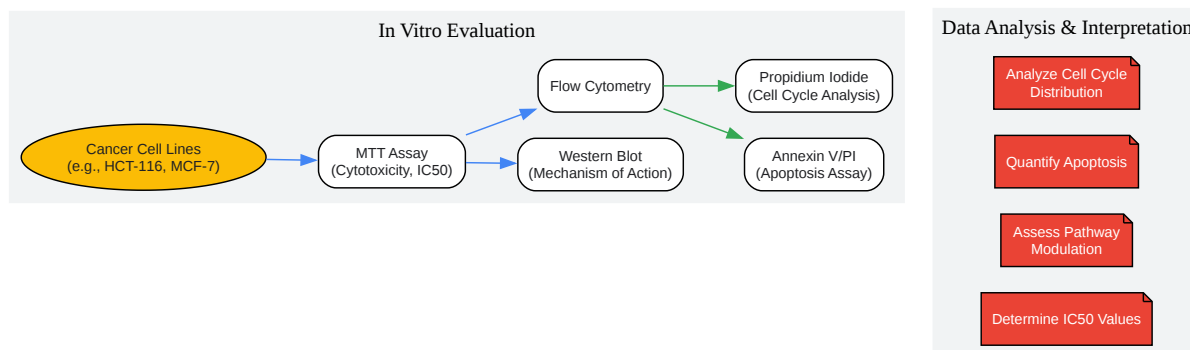 In Vitro Evaluation
Cancer Cell Lines
(e.g., HCT-116, MCF-7)
MTT Assay
(Cytotoxicity, IC50)
Flow Cytometry
Western Blot
(Mechanism of Action)
Propidium Iodide
(Cell Cycle Analysis)
Annexin V/PI
(Apoptosis Assay)
Data Analysis & Interpretation
Analyze Cell Cycle
Distribution
Quantify Apoptosis
Assess Pathway
Modulation
Determine IC50 Values